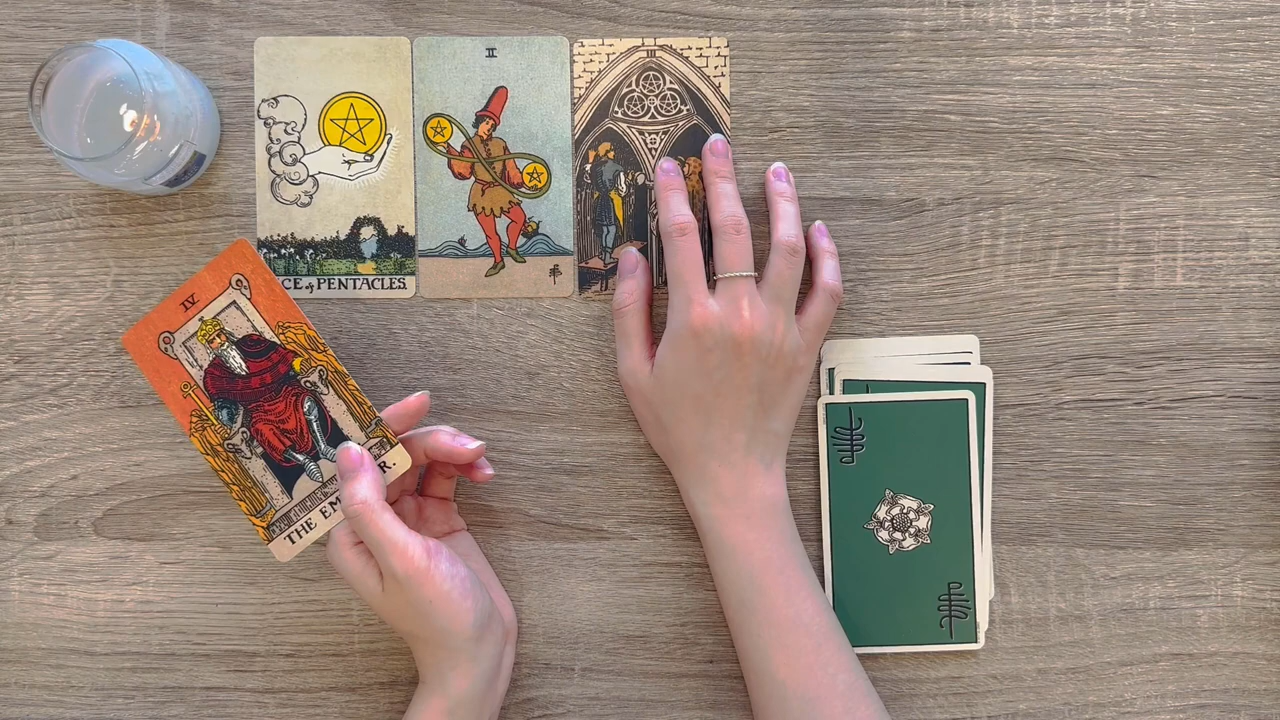 II
ACE of PENTACLES.
IV
THE EMPEROR.